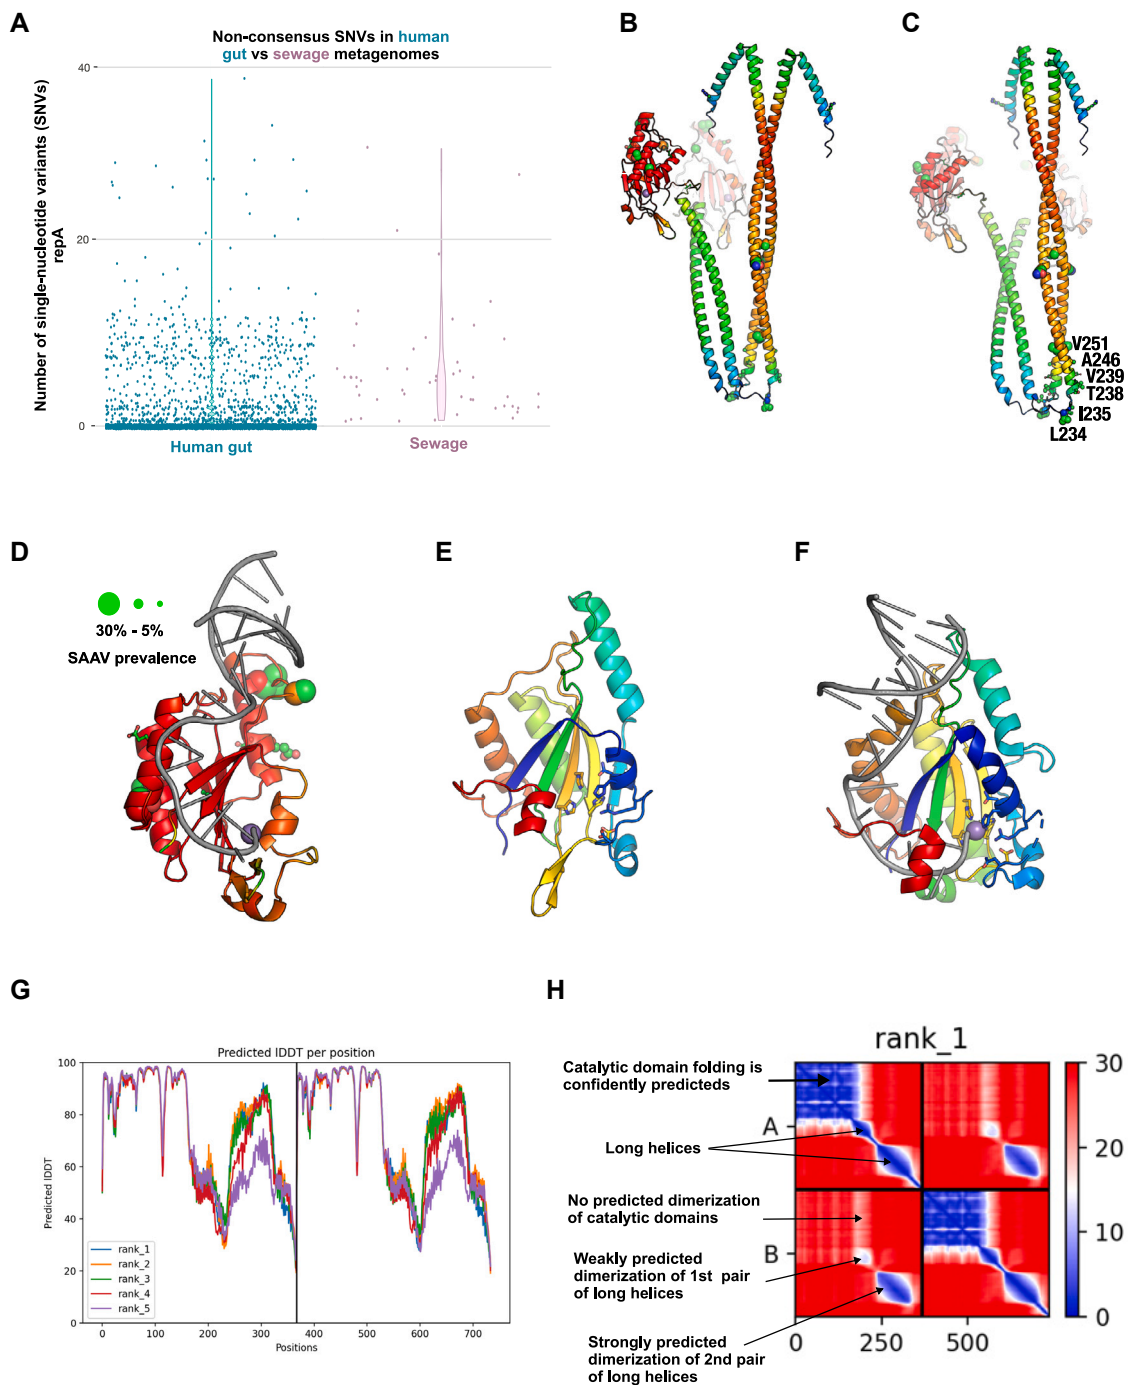 A
Non-consensus SNVs in human
gut vs sewage metagenomes
Number of single-nucleotide variants (SNVs)
repA
40
20
0
Human gut
Sewage
B
C
V251
A246
V239
T238
I235
L234
D
30% - 5%
SAAV prevalence
E
F
G
Predicted lDDT per position
Predicted lDDT
100
80
60
40
20
0
rank_1
rank_2
rank_3
rank_4
rank_5
0
100
200
300
400
500
600
700
Positions
H
rank_1
Catalytic domain folding is
confidently predicteds
Long helices
No predicted dimerization
of catalytic domains
Weakly predicted
dimerization of 1st pair
of long helices
Strongly predicted
dimerization of 2nd pair
of long helices
A
B
0
250
500
30
20
10
0